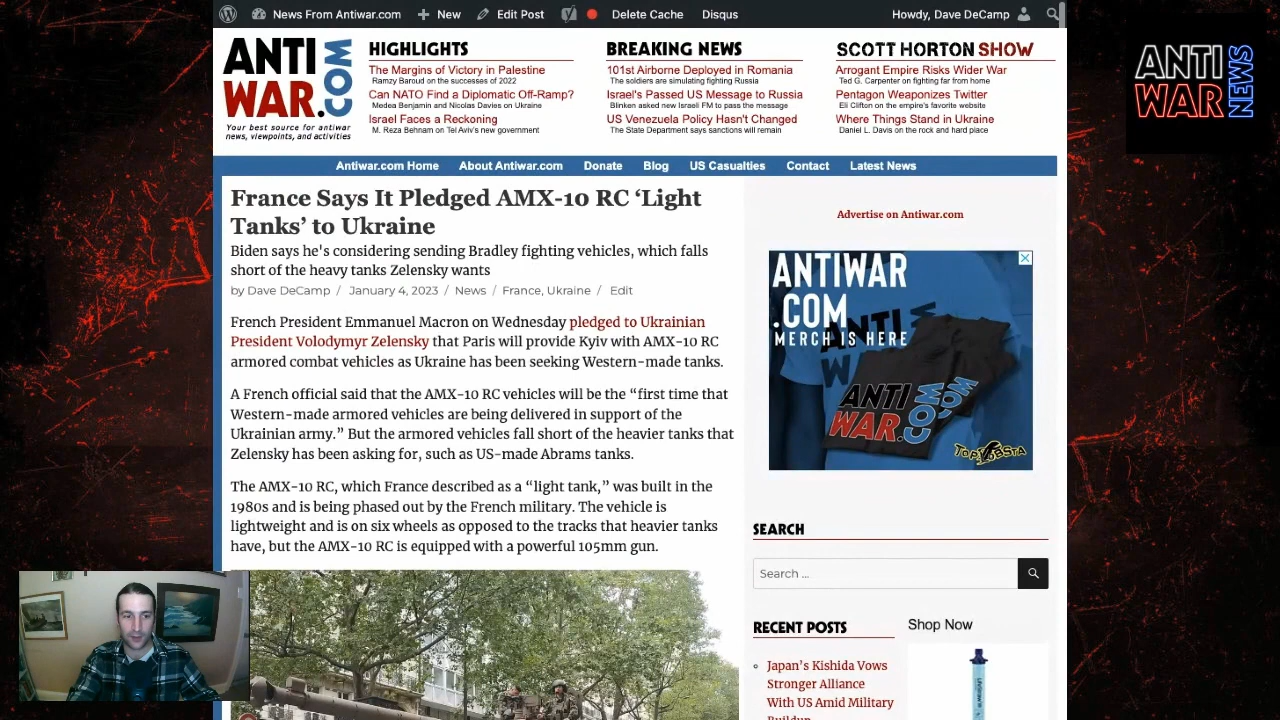 News From Antiwar.com
New
Edit Post
Delete Cache
Disqus
Howdy, Dave DeCamp
ANTI
WAR.COM
Your best source for antiwar
news, viewpoints, and activities
HIGHLIGHTS
The Margins of Victory in Palestine
Ramzy Baroud on the successes of 2022
Can NATO Find a Diplomatic Off-Ramp?
Medea Benjamin and Nicolas Davies on Ukraine
Israel Faces a Reckoning
M. Reza Behnam on Tel Aviv's new government
BREAKING NEWS
101st Airborne Deployed in Romania
The soldiers are simulating fighting Russia
Israel's Passed US Message to Russia
Blinken asked new Israeli FM to pass the message
US Venezuela Policy Hasn't Changed
The State Department says sanctions will remain
SCOTT HORTON SHOW
Arrogant Empire Risks Wider War
Ted G. Carpenter on fighting far from home
Pentagon Weaponizes Twitter
Eli Clifton on the empire's favorite website
Where Things Stand in Ukraine
Daniel L. Davis on the rock and hard place
ANTI
WAR
NEWS
Antiwar.com Home
About Antiwar.com
Donate
Blog
US Casualties
Contact
Latest News
France Says It Pledged AMX-10 RC ‘Light
Tanks’ to Ukraine
Biden says he's considering sending Bradley fighting vehicles, which falls
short of the heavy tanks Zelensky wants
by Dave DeCamp / January 4, 2023 / News / France, Ukraine / Edit
French President Emmanuel Macron on Wednesday pledged to Ukrainian
President Volodymyr Zelensky that Paris will provide Kyiv with AMX-10 RC
armored combat vehicles as Ukraine has been seeking Western-made tanks.
A French official said that the AMX-10 RC vehicles will be the “first time that
Western-made armored vehicles are being delivered in support of the
Ukrainian army.” But the armored vehicles fall short of the heavier tanks that
Zelensky has been asking for, such as US-made Abrams tanks.
The AMX-10 RC, which France described as a “light tank,” was built in the
1980s and is being phased out by the French military. The vehicle is
lightweight and is on six wheels as opposed to the tracks that heavier tanks
have, but the AMX-10 RC is equipped with a powerful 105mm gun.
Advertise on Antiwar.com
ANTIWAR
.COM
MERCH IS HERE
ANTI
WAR.COM
TOP LOBSTA
SEARCH
Search ...
RECENT POSTS
Japan’s Kishida Vows
Stronger Alliance
With US Amid Military
Buildup
Shop Now